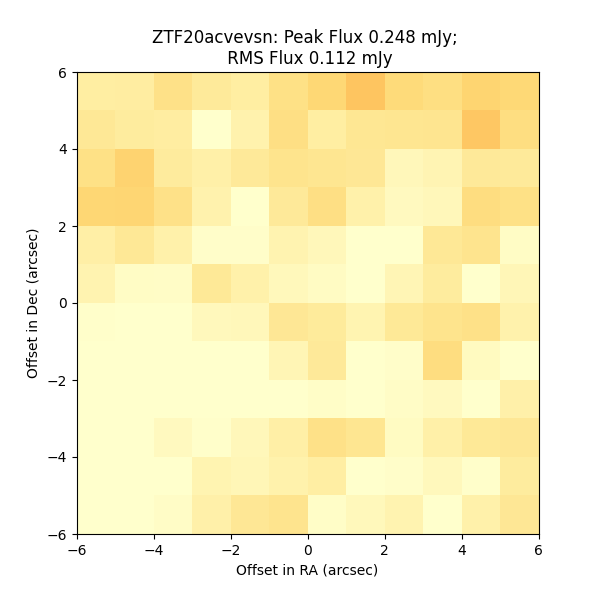 ZTF20acvevsn: Peak Flux 0.248 mJy;
RMS Flux 0.112 mJy
6
4
2
0
−2
−4
−6
Offset in Dec (arcsec)
−6 −4 −2 0 2 4 6
Offset in RA (arcsec)